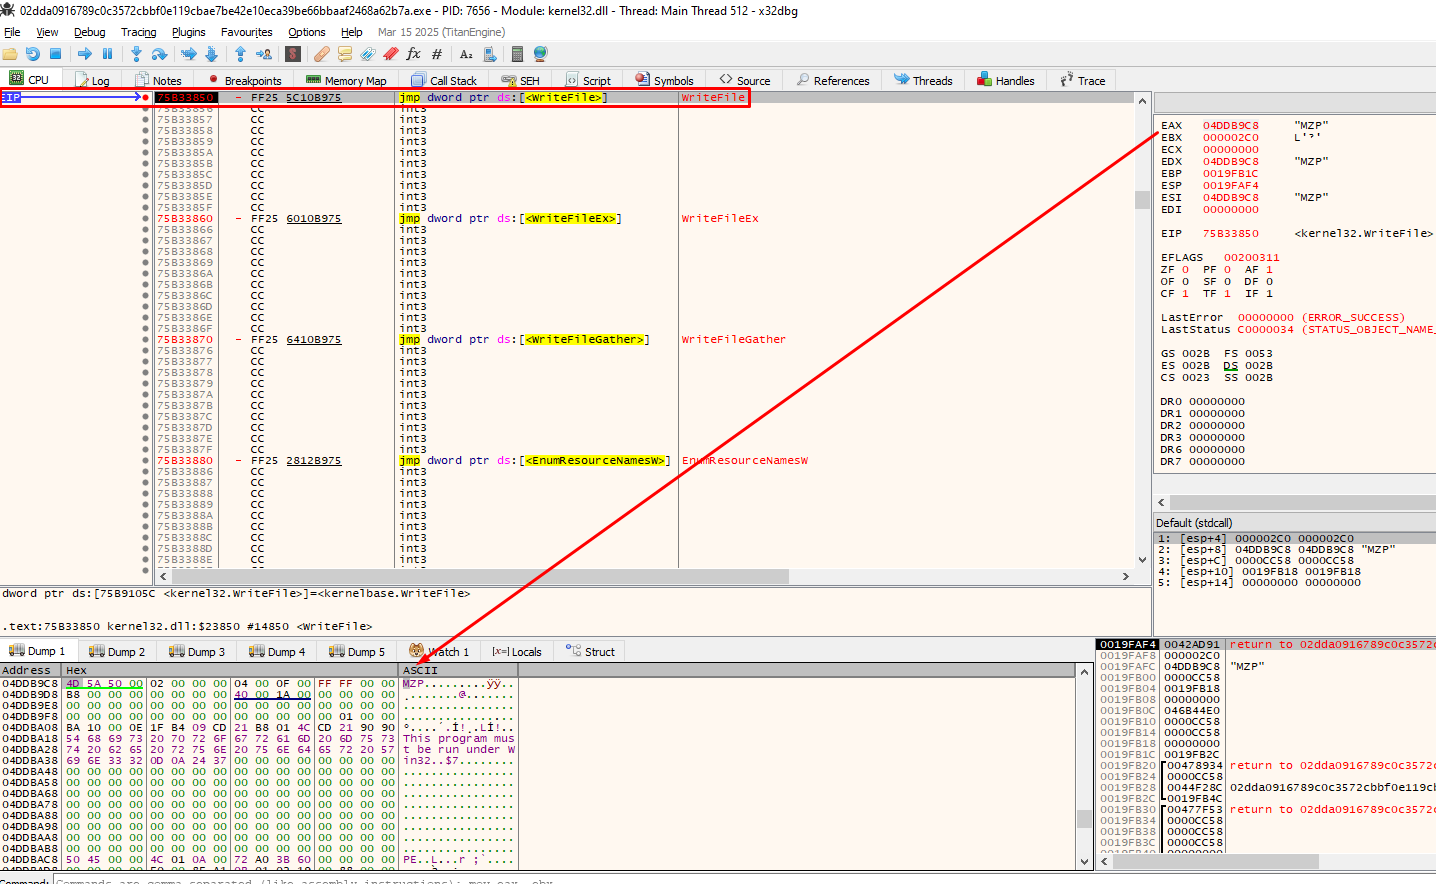 02dda0916789c0c3572cbbf0e119cbae7be42e10eca39be66bbaaf2468a62b7a.exe - PID: 7656 - Module: kernel32.dll - Thread: Main Thread 512 - x32dbg
File View Debug Tracing Plugins Favourites Options Help Mar 15 2025 (TitanEngine)
CPU Log Notes Breakpoints Memory Map Call Stack SEH Script Symbols Source References Threads Handles Trace
EIP 75B33850 - FF25 5C10B975 jmp dword ptr ds:[<WriteFile>] WriteFile
75B33856 CC int3
75B33857 CC int3
75B33858 CC int3
75B33859 CC int3
75B3385A CC int3
75B3385B CC int3
75B3385C CC int3
75B3385D CC int3
75B3385E CC int3
75B3385F CC int3
75B33860 - FF25 6010B975 jmp dword ptr ds:[<WriteFileEx>] WriteFileEx
75B33866 CC int3
75B33867 CC int3
75B33868 CC int3
75B33869 CC int3
75B3386A CC int3
75B3386B CC int3
75B3386C CC int3
75B3386D CC int3
75B3386E CC int3
75B3386F CC int3
75B33870 - FF25 6410B975 jmp dword ptr ds:[<WriteFileGather>] WriteFileGather
75B33876 CC int3
75B33877 CC int3
75B33878 CC int3
75B33879 CC int3
75B3387A CC int3
75B3387B CC int3
75B3387C CC int3
75B3387D CC int3
75B3387E CC int3
75B3387F CC int3
75B33880 - FF25 2812B975 jmp dword ptr ds:[<EnumResourceNamesW>] EnumResourceNamesW
75B33886 CC int3
75B33887 CC int3
75B33888 CC int3
75B33889 CC int3
75B3388A CC int3
75B3388B CC int3
75B3388C CC int3
75B3388D CC int3
75B3388E CC int3
EAX 04DDB9C8 "MZP"
EBX 000002C0 L'?'
ECX 00000000
EDX 04DDB9C8 "MZP"
EBP 0019FB1C
ESP 0019FAF4
ESI 04DDB9C8 "MZP"
EDI 00000000
EIP 75B33850 <kernel32.WriteFile>
EFLAGS 00200311
ZF 0 PF 0 AF 1
OF 0 SF 0 DF 0
CF 1 TF 1 IF 1
LastError 00000000 (ERROR_SUCCESS)
LastStatus C0000034 (STATUS_OBJECT_NAME_
GS 002B FS 0053
ES 002B DS 002B
CS 0023 SS 002B
DR0 00000000
DR1 00000000
DR2 00000000
DR3 00000000
DR6 00000000
DR7 00000000
Default (stdcall)
1: [esp+4] 000002C0 000002C0
2: [esp+8] 04DDB9C8 04DDB9C8 "MZP"
3: [esp+C] 0000CC58 0000CC58
4: [esp+10] 0019FB18 0019FB18
5: [esp+14] 00000000 00000000
dword ptr ds:[75B9105C <kernel32.WriteFile>]=<kernelbase.WriteFile>
.text:75B33850 kernel32.dll:$23850 #14850 <WriteFile>
Dump 1 Dump 2 Dump 3 Dump 4 Dump 5 Watch 1 [x=] Locals Struct
Address Hex ASCII
04DDB9C8 4D 5A 50 00 02 00 00 00 04 00 0F 00 FF FF 00 00 MZP.........ÿÿ..
04DDB9D8 B8 00 00 00 00 00 00 00 40 00 1A 00 00 00 00 00 ¸.......@.......
04DDB9E8 00 00 00 00 00 00 00 00 00 00 00 00 00 00 00 00 ................
04DDB9F8 00 00 00 00 00 00 00 00 00 00 00 00 00 01 00 00 ................
04DDBA08 BA 10 00 0E 1F B4 09 CD 21 B8 01 4C CD 21 90 90 º....´.Í!¸.LÍ!..
04DDBA18 54 68 69 73 20 70 72 6F 67 72 61 6D 20 6D 75 73 This program mus
04DDBA28 74 20 62 65 20 72 75 6E 20 75 6E 64 65 72 20 57 t be run under W
04DDBA38 69 6E 33 32 0D 0A 24 37 00 00 00 00 00 00 00 00 in32..$7........
04DDBA48 00 00 00 00 00 00 00 00 00 00 00 00 00 00 00 00 ................
04DDBA58 00 00 00 00 00 00 00 00 00 00 00 00 00 00 00 00 ................
04DDBA68 00 00 00 00 00 00 00 00 00 00 00 00 00 00 00 00 ................
04DDBA78 00 00 00 00 00 00 00 00 00 00 00 00 00 00 00 00 ................
04DDBA88 00 00 00 00 00 00 00 00 00 00 00 00 00 00 00 00 ................
04DDBA98 00 00 00 00 00 00 00 00 00 00 00 00 00 00 00 00 ................
04DDBAA8 00 00 00 00 00 00 00 00 00 00 00 00 00 00 00 00 ................
04DDBAB8 00 00 00 00 00 00 00 00 00 00 00 00 00 00 00 00 ................
04DDBAC8 50 45 00 00 4C 01 0A 00 72 A0 3B 60 00 00 00 00 PE..L...r ;`....
0019FAF4 0042AD91 return to 02dda0916789c0c3572c
0019FAF8 000002C0
0019FAFC 04DDB9C8 "MZP"
0019FB00 0000CC58
0019FB04 0019FB18
0019FB08 00000000
0019FB0C 046B44E0
0019FB10 0000CC58
0019FB14 0000CC58
0019FB18 00000000
0019FB1C 0019FB2C
0019FB20 00478934 return to 02dda0916789c0c3572c
0019FB24 0000CC58
0019FB28 0044F28C 02dda0916789c0c3572cbbf0e119cb
0019FB2C 0019FB4C
0019FB30 00477F53 return to 02dda0916789c0c3572c
0019FB34 0000CC58
0019FB38 0000CC58
0019FB3C 0000CC58